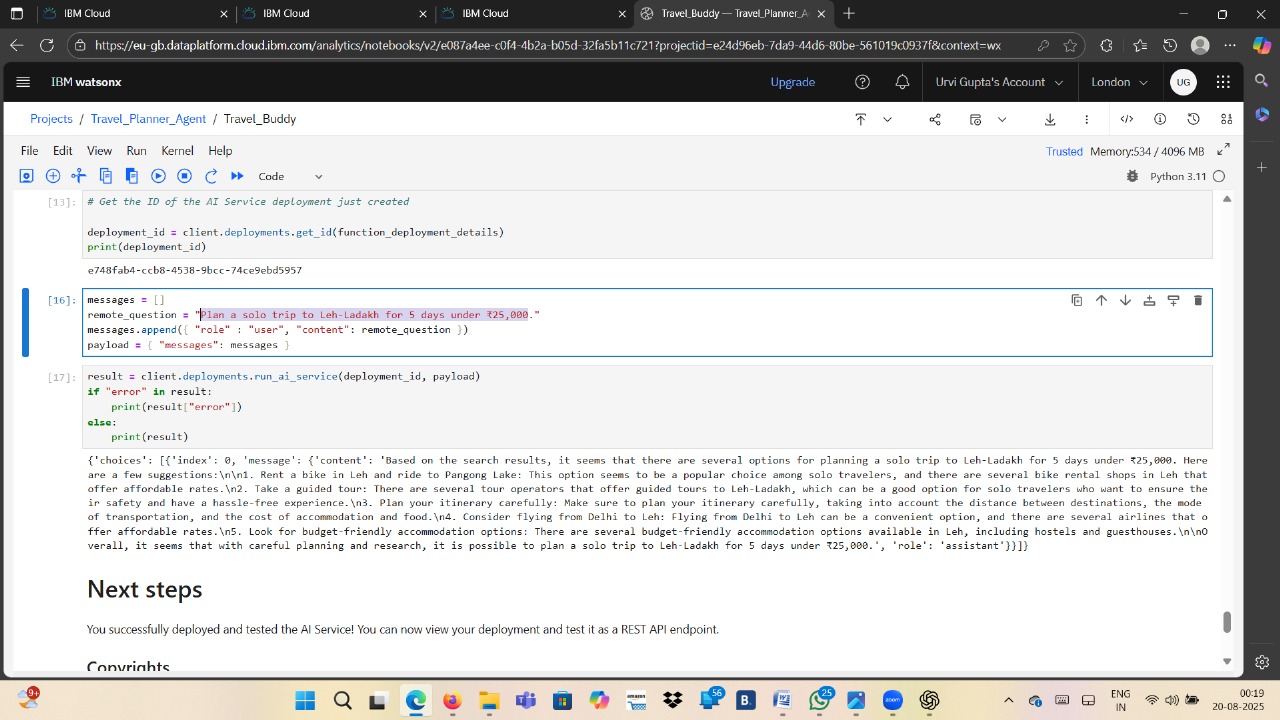 IBM Cloud
IBM Cloud
IBM Cloud
Travel_Buddy — Travel_Planner_A
https://eu-gb.dataplatform.cloud.ibm.com/analytics/notebooks/v2/e087a4ee-c0f4-4b2a-b05d-32fa5b11c721?projectid=e24d96eb-7da9-44d6-80be-561019c0937f&context=wx
IBM watsonx
Upgrade
Urvi Gupta's Account
London
UG
Projects / Travel_Planner_Agent / Travel_Buddy
File Edit View Run Kernel Help
Trusted Memory:534 / 4096 MB
Code
Python 3.11
[13]:
# Get the ID of the AI Service deployment just created
deployment_id = client.deployments.get_id(function_deployment_details)
print(deployment_id)
e748fab4-ccb8-4538-9bcc-74ce9ebd5957
[16]:
messages = []
remote_question = "Plan a solo trip to Leh-Ladakh for 5 days under ₹25,000."
messages.append({ "role" : "user", "content": remote_question })
payload = { "messages": messages }
[17]:
result = client.deployments.run_ai_service(deployment_id, payload)
if "error" in result:
print(result["error"])
else:
print(result)
{'choices': [{'index': 0, 'message': {'content': 'Based on the search results, it seems that there are several options for planning a solo trip to Leh-Ladakh for 5 days under ₹25,000. Here
are a few suggestions:\n\n1. Rent a bike in Leh and ride to Pangong Lake: This option seems to be a popular choice among solo travelers, and there are several bike rental shops in Leh that
offer affordable rates.\n2. Take a guided tour: There are several tour operators that offer guided tours to Leh-Ladakh, which can be a good option for solo travelers who want to ensure the
ir safety and have a hassle-free experience.\n3. Plan your itinerary carefully: Make sure to plan your itinerary carefully, taking into account the distance between destinations, the mode
of transportation, and the cost of accommodation and food.\n4. Consider flying from Delhi to Leh: Flying from Delhi to Leh can be a convenient option, and there are several airlines that o
ffer affordable rates.\n5. Look for budget-friendly accommodation options: There are several budget-friendly accommodation options available in Leh, including hostels and guesthouses.\n\nO
verall, it seems that with careful planning and research, it is possible to plan a solo trip to Leh-Ladakh for 5 days under ₹25,000.', 'role': 'assistant'}}]}
Next steps
You successfully deployed and tested the AI Service! You can now view your deployment and test it as a REST API endpoint.
Copyrights
9+
amazon
56
B.
25
zoom
ENG
IN
00:19
20-08-2025